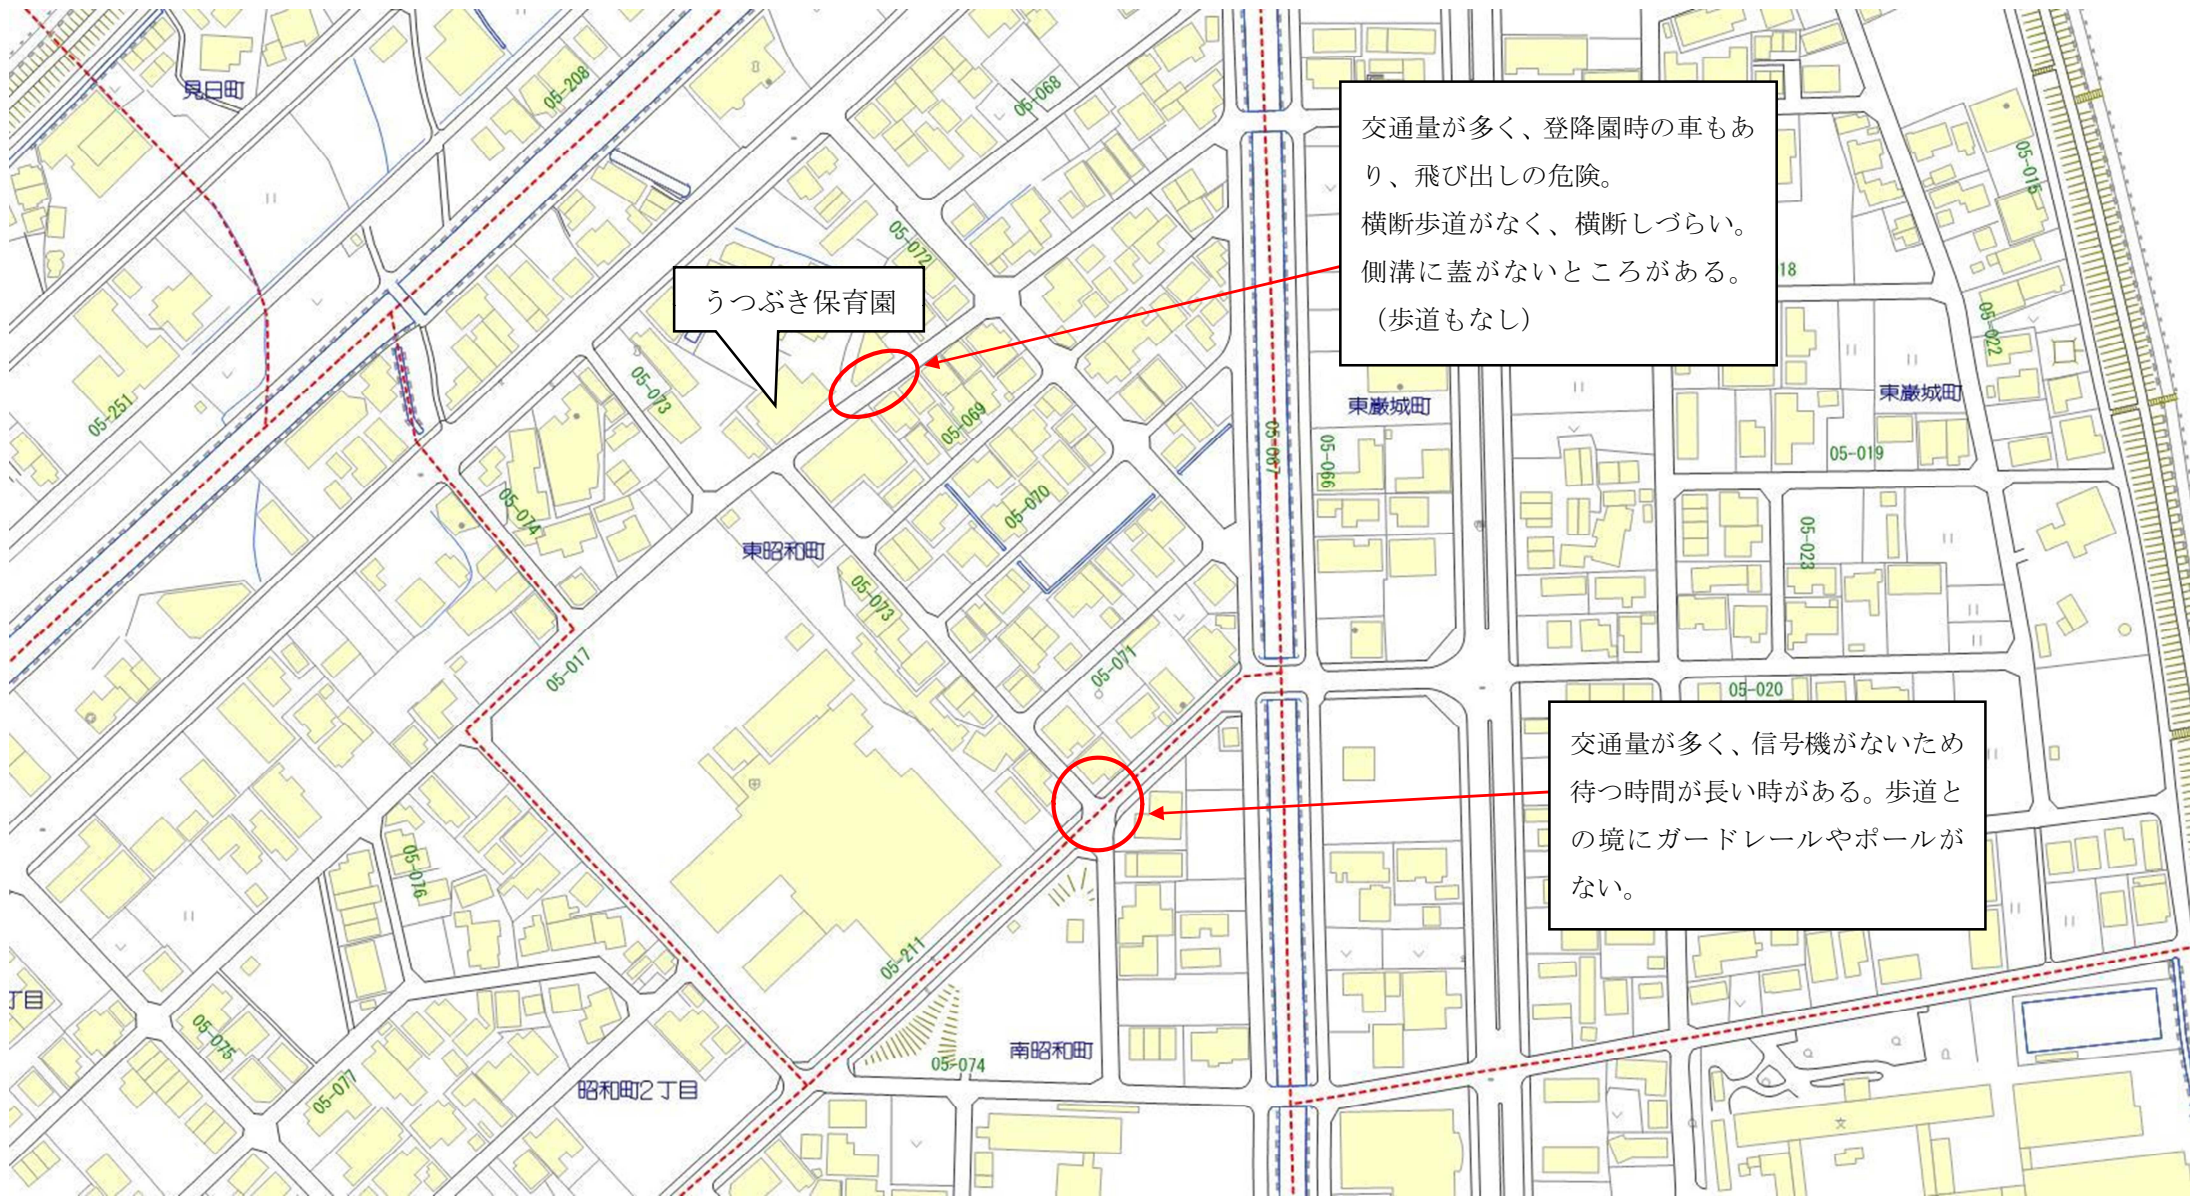 見日町
05-208
05-068
交通量が多く、登降園時の車もあ
り、飛び出しの危険。
横断歩道がなく、横断しづらい。
側溝に蓋がないところがある。
（歩道もなし）
05-015
05-072
18
うつぶき保育園
05-022
05-073
05-251
05-069
東巌城町
東巌城町
05-067
05-066
05-019
05-074
05-070
東昭和町
05-023
05-073
05-017
05-071
05-020
交通量が多く、信号機がないため
待つ時間が長い時がある。歩道と
の境にガードレールやポールが
ない。
05-076
05-211
丁目
05-075
南昭和町
05-074
05-077
昭和町2丁目
文